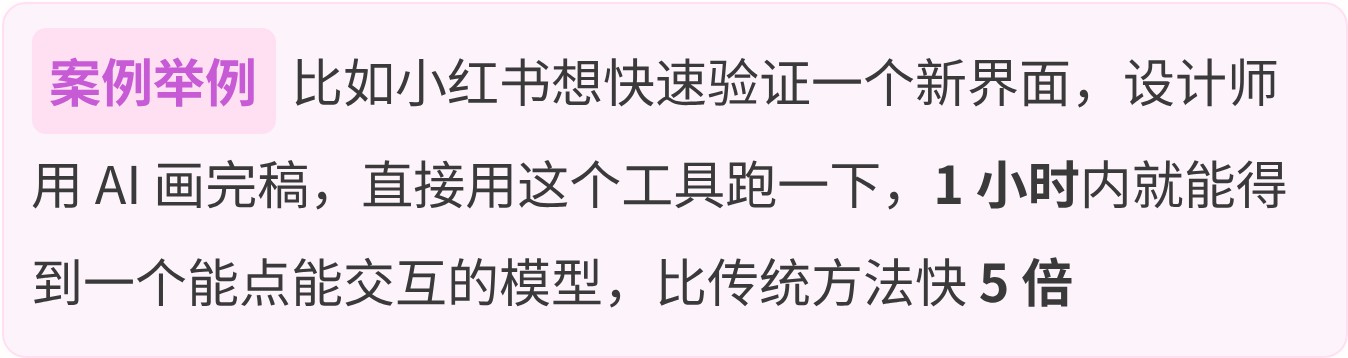 案例举例 比如小红书想快速验证一个新界面，设计师
用 AI 画完稿，直接用这个工具跑一下，1 小时内就能得
到一个能点能交互的模型，比传统方法快 5 倍